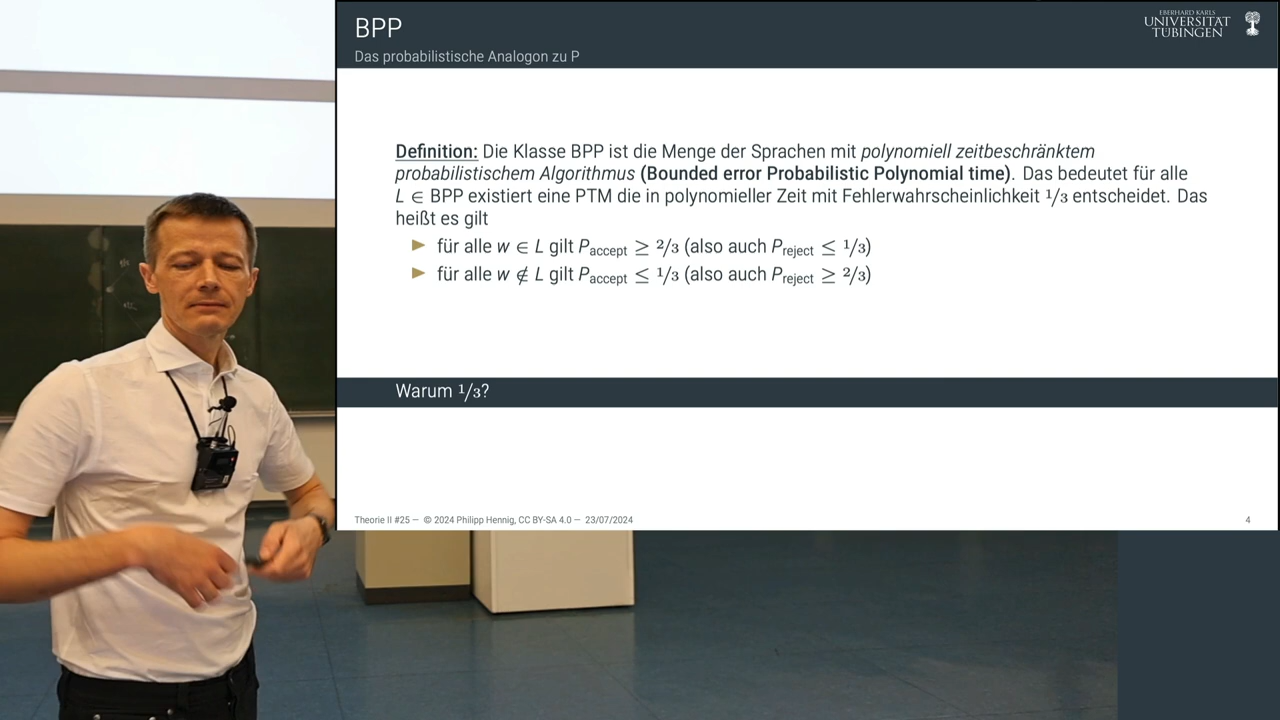 BPP
Das probabilistische Analogon zu P
EBERHARD KARLS
UNIVERSITÄT
TÜBINGEN
Definition: Die Klasse BPP ist die Menge der Sprachen mit polynomiell zeitbeschränktem
probabilistischem Algorithmus (Bounded error Probabilistic Polynomial time). Das bedeutet für alle
L ∈ BPP existiert eine PTM die in polynomieller Zeit mit Fehlerwahrscheinlichkeit 1/3 entscheidet. Das
heißt es gilt
▶ für alle w ∈ L gilt P_accept ≥ 2/3 (also auch P_reject ≤ 1/3)
▶ für alle w ∉ L gilt P_accept ≤ 1/3 (also auch P_reject ≥ 2/3)
Warum 1/3?
Theorie II #25 — © 2024 Philipp Hennig, CC BY-SA 4.0 — 23/07/2024
4